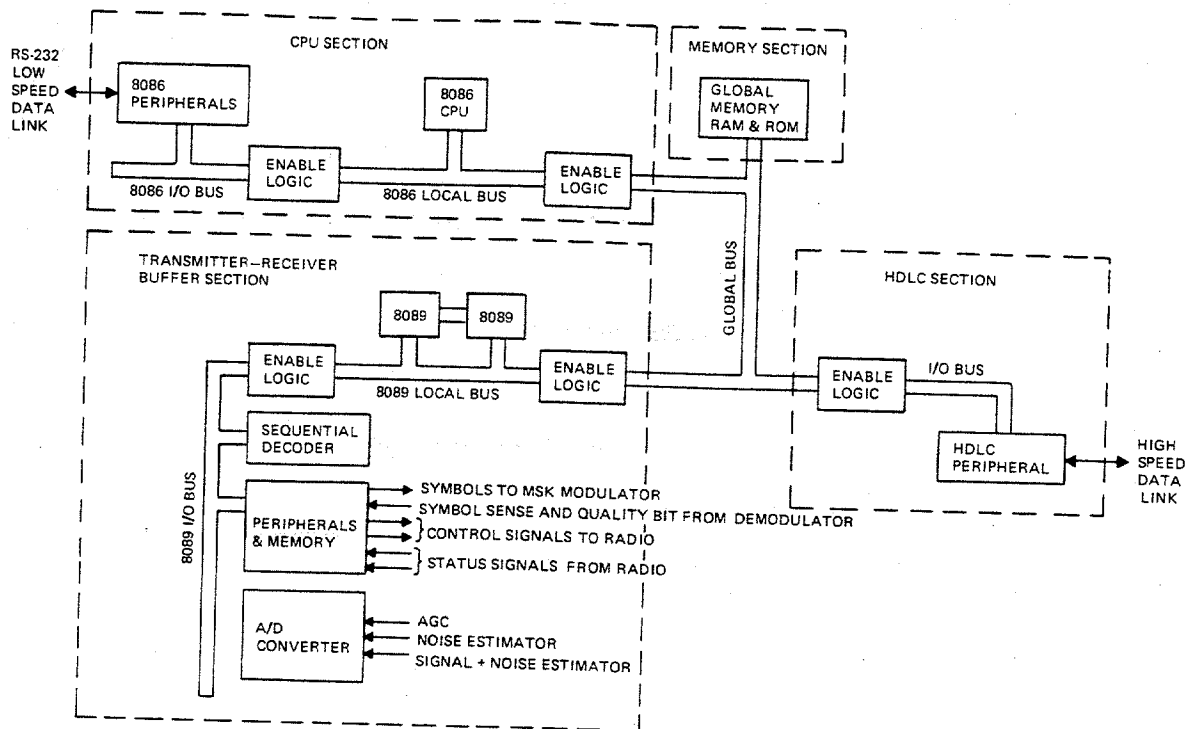 CPU SECTION
RS-232
LOW
SPEED
DATA
LINK
8086
PERIPHERALS
8086
CPU
ENABLE
LOGIC
ENABLE
LOGIC
8086 I/O BUS
8086 LOCAL BUS
MEMORY SECTION
GLOBAL
MEMORY
RAM & ROM
GLOBAL BUS
TRANSMITTER–RECEIVER
BUFFER SECTION
8089
8089
ENABLE
LOGIC
ENABLE
LOGIC
8089 LOCAL BUS
SEQUENTIAL
DECODER
8089 I/O BUS
PERIPHERALS
& MEMORY
SYMBOLS TO MSK MODULATOR
SYMBOL SENSE AND QUALITY BIT FROM DEMODULATOR
CONTROL SIGNALS TO RADIO
STATUS SIGNALS FROM RADIO
A/D
CONVERTER
AGC
NOISE ESTIMATOR
SIGNAL + NOISE ESTIMATOR
HDLC SECTION
ENABLE
LOGIC
I/O BUS
HDLC
PERIPHERAL
HIGH
SPEED
DATA
LINK